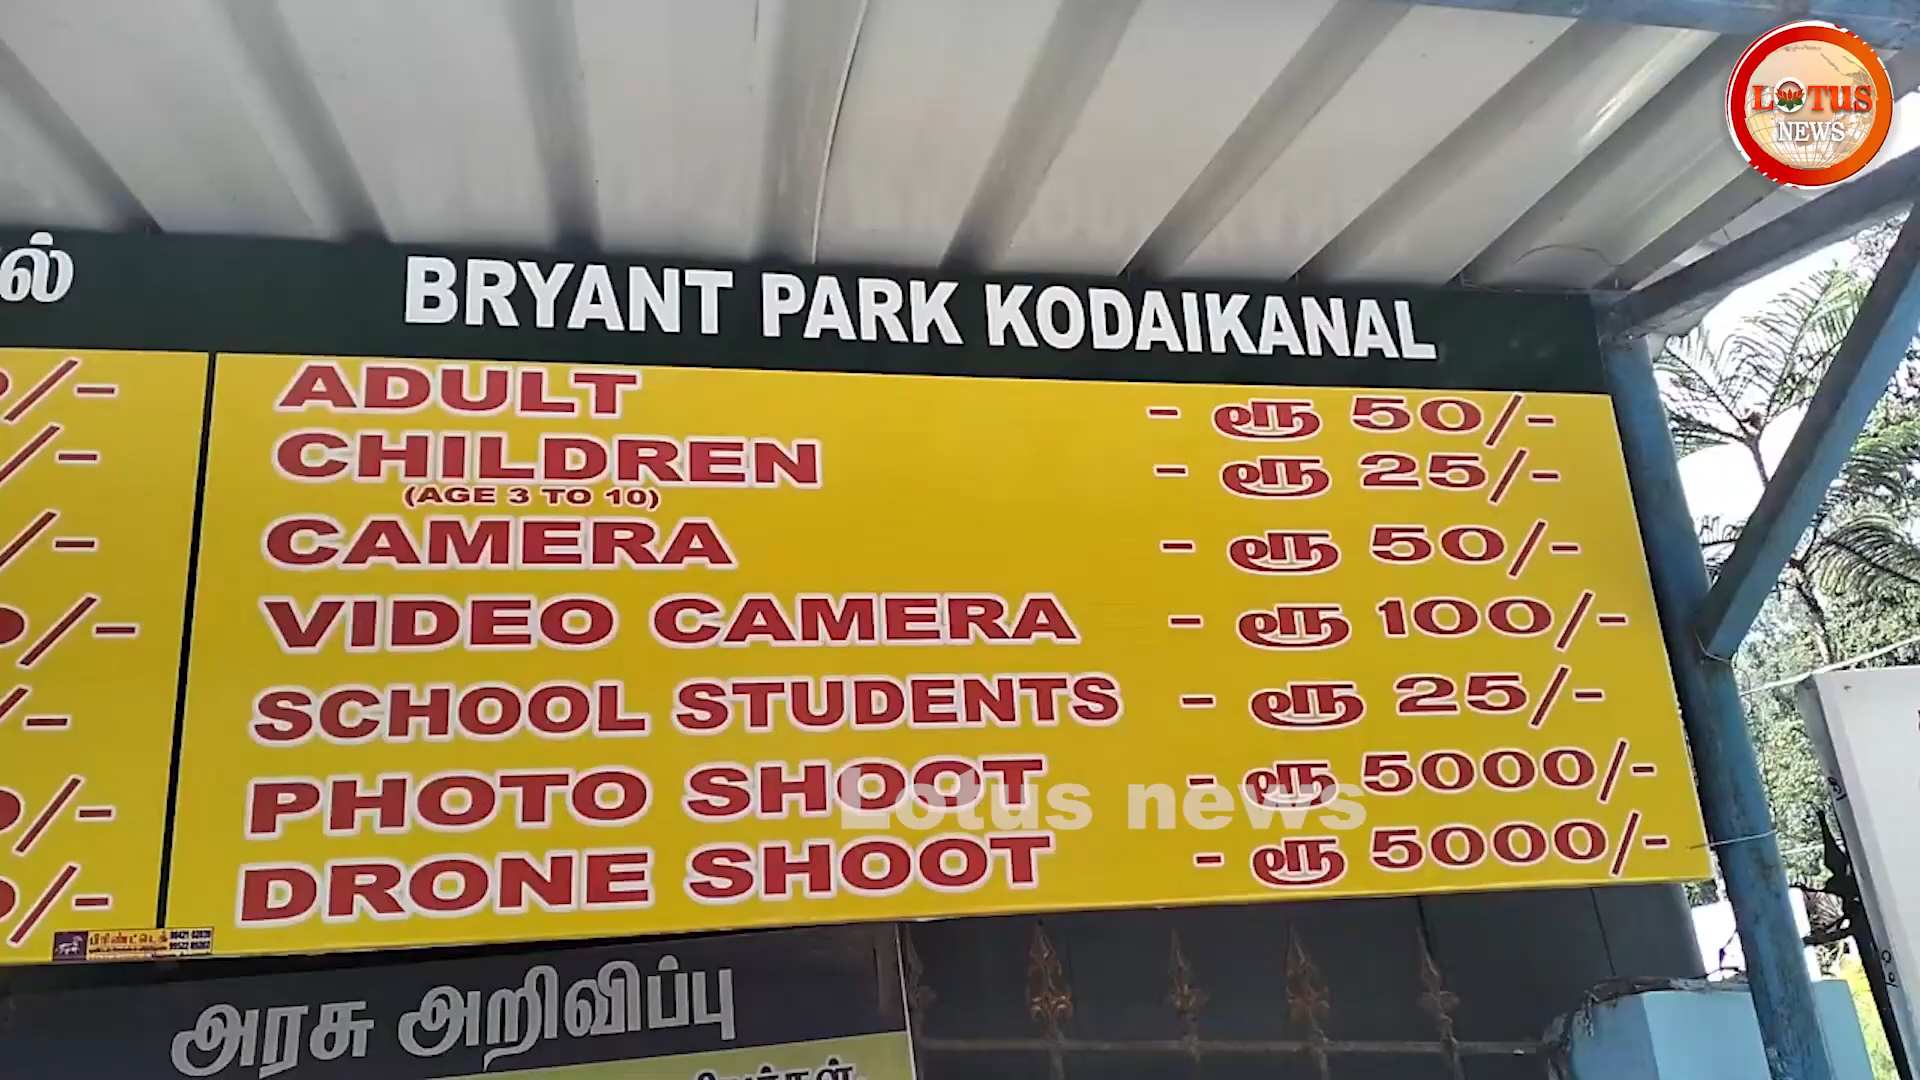 LOTUS
NEWS
BRYANT PARK KODAIKANAL
ADULT - ரூ 50/-
CHILDREN - ரூ 25/-
(AGE 3 TO 10)
CAMERA - ரூ 50/-
VIDEO CAMERA - ரூ 100/-
SCHOOL STUDENTS - ரூ 25/-
PHOTO SHOOT - ரூ 5000/-
DRONE SHOOT - ரூ 5000/-
Lotus news
அரசு அறிவிப்பு